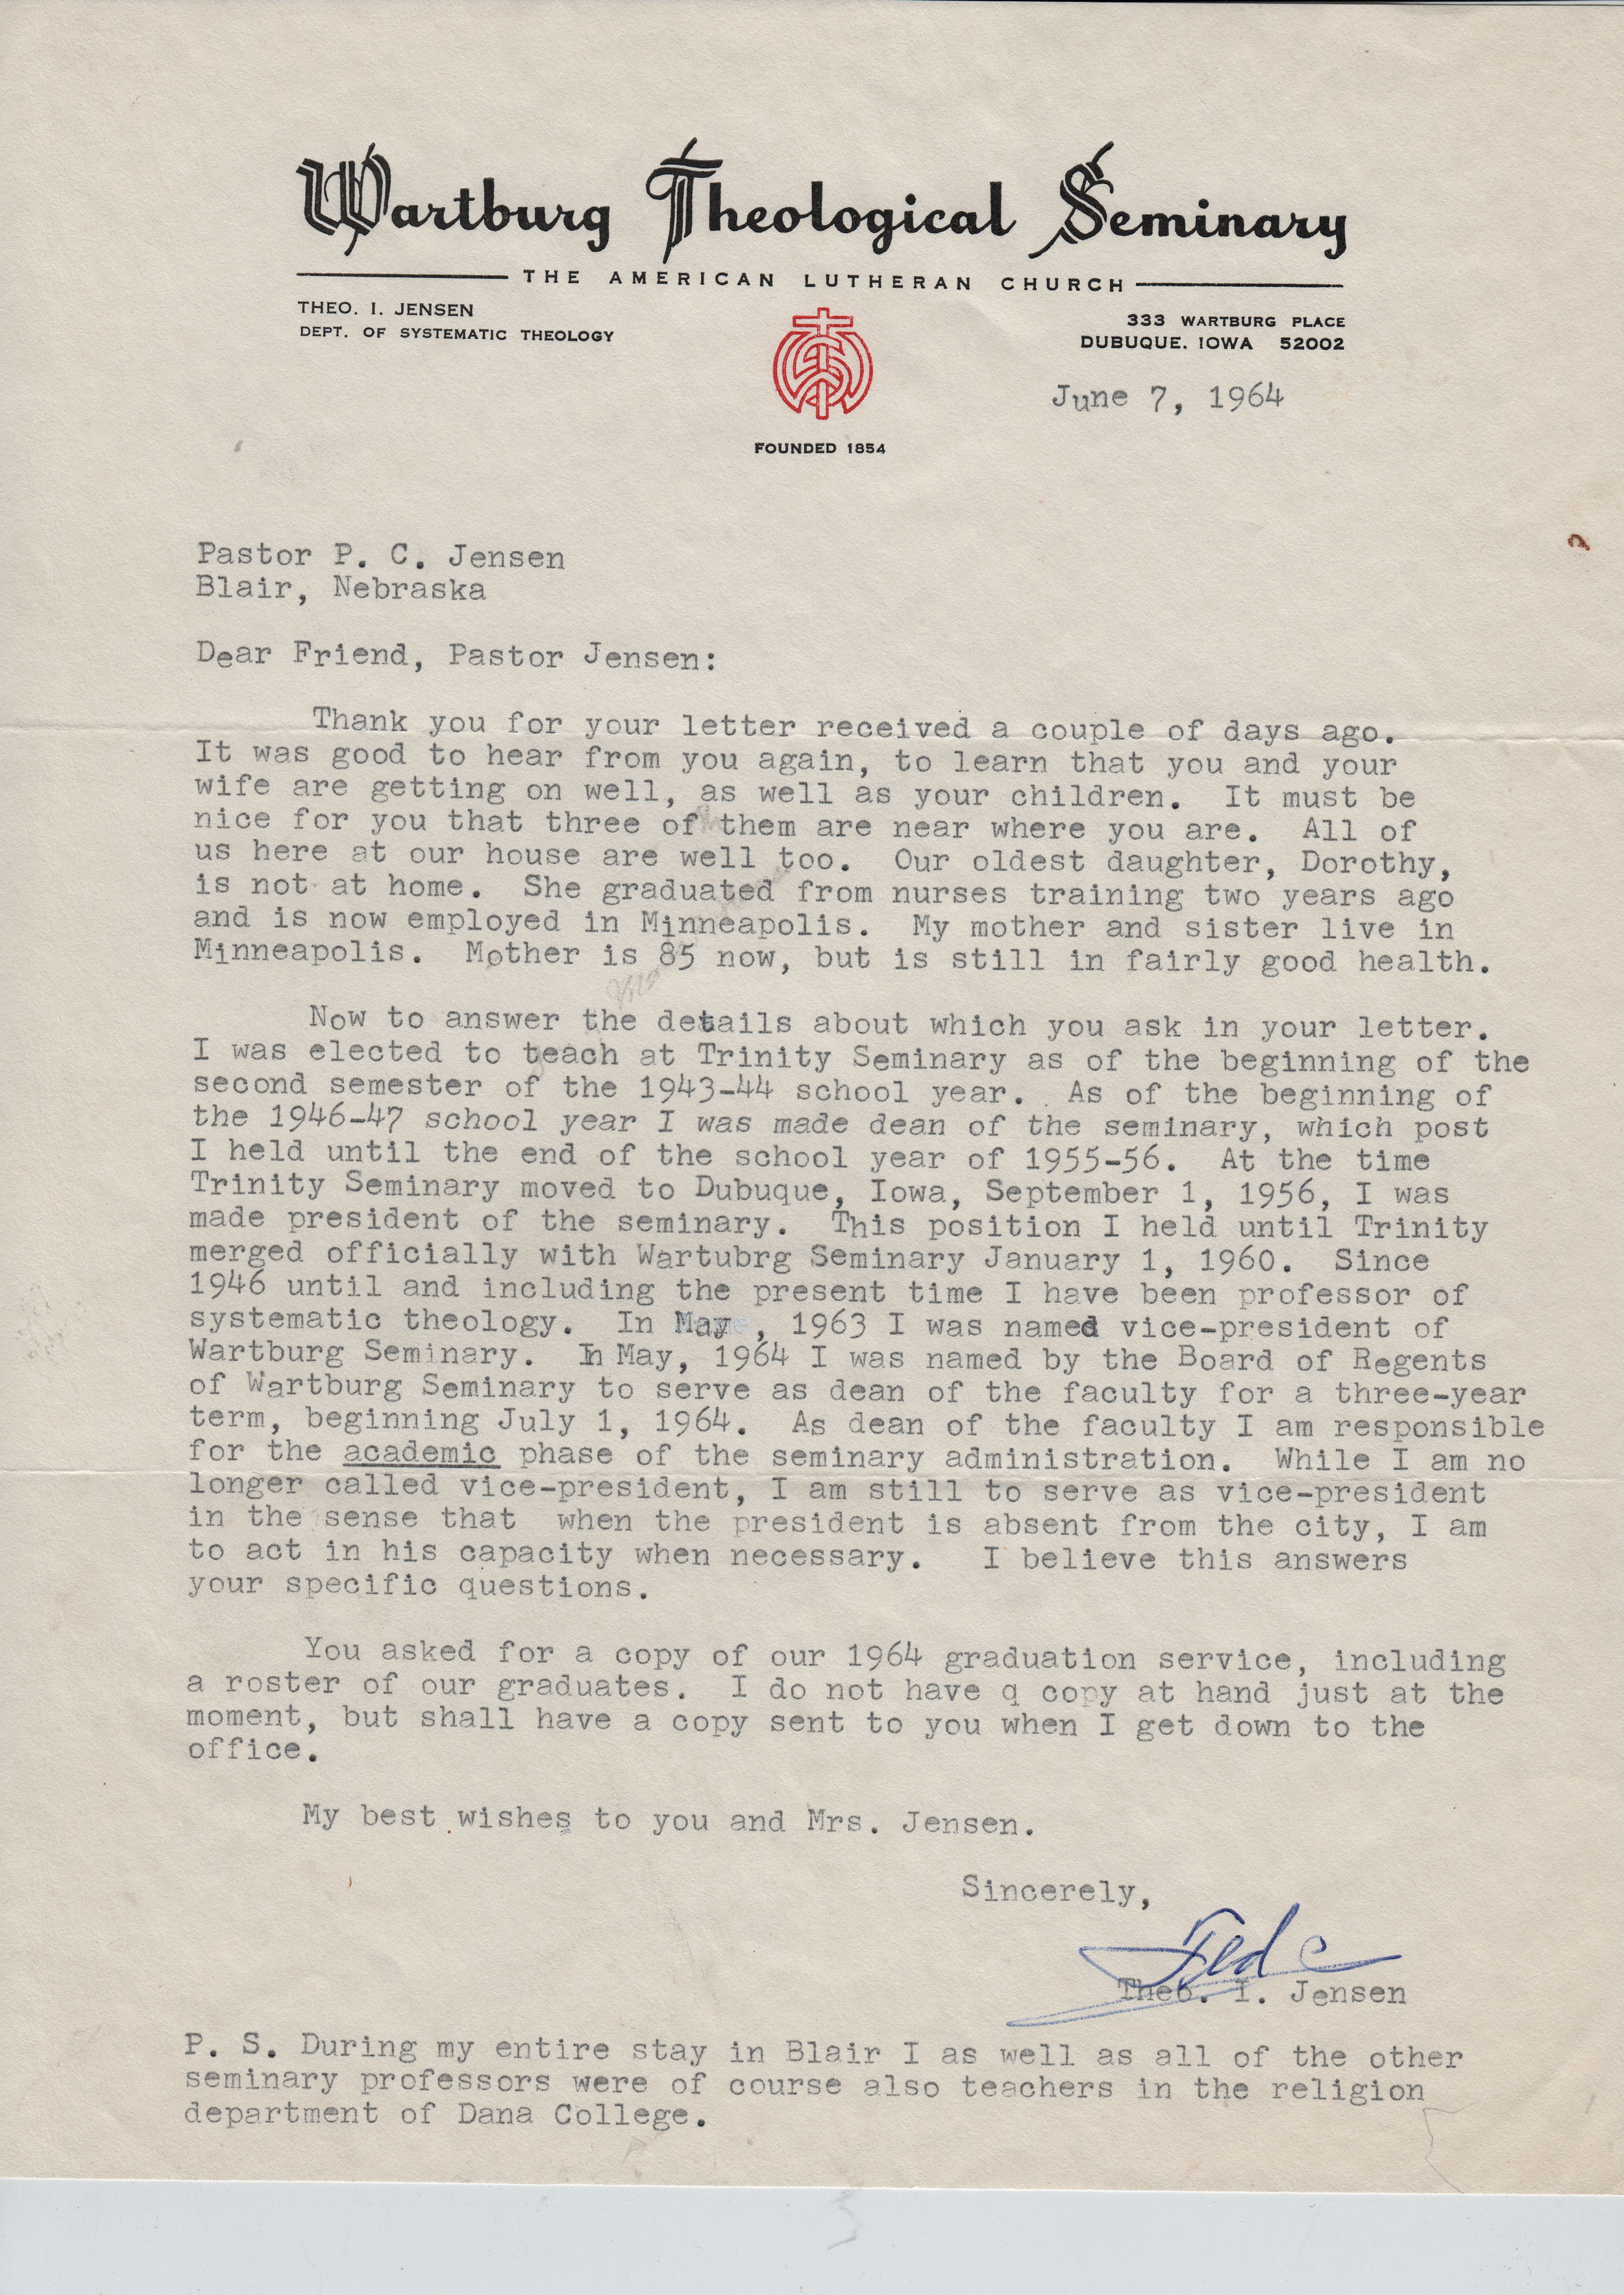 Wartburg Theological Seminary
THE AMERICAN LUTHERAN CHURCH
THEO. I. JENSEN
DEPT. OF SYSTEMATIC THEOLOGY
333 WARTBURG PLACE
DUBUQUE. IOWA 52002
June 7, 1964
FOUNDED 1854
Pastor P. C. Jensen
Blair, Nebraska
Dear Friend, Pastor Jensen:
Thank you for your letter received a couple of days ago.
It was good to hear from you again, to learn that you and your
wife are getting on well, as well as your children. It must be
nice for you that three of them are near where you are. All of
us here at our house are well too. Our oldest daughter, Dorothy,
is not at home. She graduated from nurses training two years ago
and is now employed in Minneapolis. My mother and sister live in
Minneapolis. Mother is 85 now, but is still in fairly good health.
Now to answer the details about which you ask in your letter.
I was elected to teach at Trinity Seminary as of the beginning of the
second semester of the 1943-44 school year. As of the beginning of
the 1946-47 school year I was made dean of the seminary, which post
I held until the end of the school year of 1955-56. At the time
Trinity Seminary moved to Dubuque, Iowa, September 1, 1956, I was
made president of the seminary. This position I held until Trinity
merged officially with Wartubrg Seminary January 1, 1960. Since
1946 until and including the present time I have been professor of
systematic theology. In May , 1963 I was named vice-president of
Wartburg Seminary. In May, 1964 I was named by the Board of Regents
of Wartburg Seminary to serve as dean of the faculty for a three-year
term, beginning July 1, 1964. As dean of the faculty I am responsible
for the academic phase of the seminary administration. While I am no
longer called vice-president, I am still to serve as vice-president
in the sense that when the president is absent from the city, I am
to act in his capacity when necessary. I believe this answers
your specific questions.
You asked for a copy of our 1964 graduation service, including
a roster of our graduates. I do not have q copy at hand just at the
moment, but shall have a copy sent to you when I get down to the
office.
My best wishes to you and Mrs. Jensen.
Sincerely,
Theo. I. Jensen
P. S. During my entire stay in Blair I as well as all of the other
seminary professors were of course also teachers in the religion
department of Dana College.